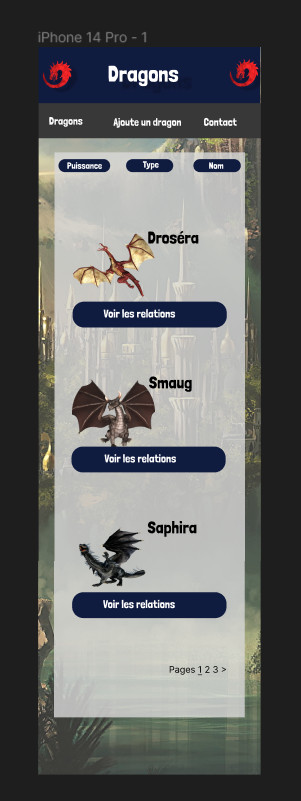 iPhone 14 Pro - 1
Dragons
Dragons Ajoute un dragon Contact
Puissance Type Nom
Droséra
Voir les relations
Smaug
Voir les relations
Saphira
Voir les relations
Pages 1 2 3 >